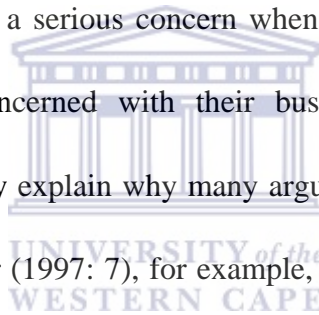 a serious concern when
oncerned with their bus
y explain why many argu
UNIVERSITY of the
r (1997: 7), for example,
WESTERN CAPE